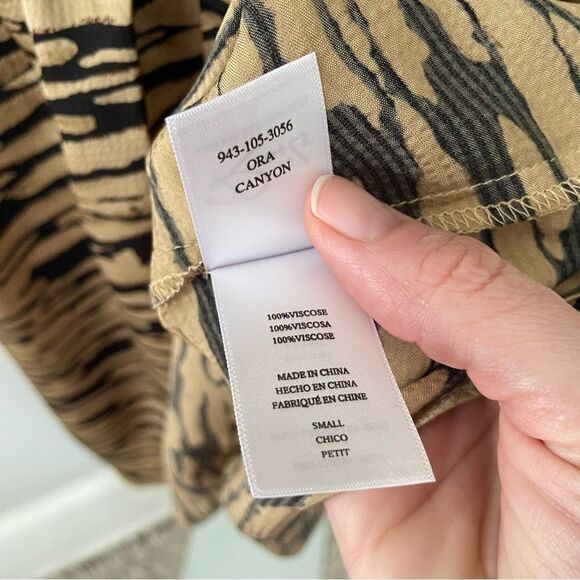 943-105-3056
ORA
CANYON
100%VISCOSE
100%VISCOSA
100%VISCOSE
MADE IN CHINA
HECHO EN CHINA
FABRIQUÉ EN CHINE
SMALL
CHICO
PETIT